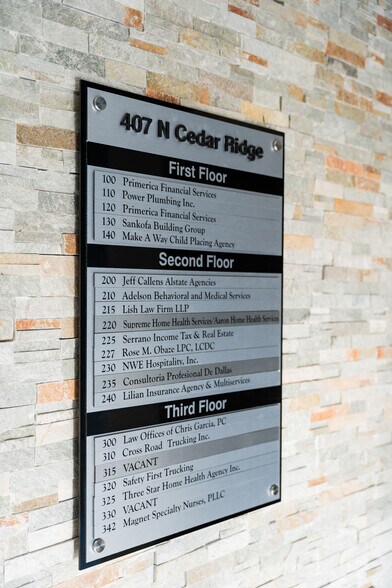 407 N Cedar Ridge
First Floor
100 Primerica Financial Services
110 Power Plumbing Inc.
120 Primerica Financial Services
130 Sankofa Building Group
140 Make A Way Child Placing Agency
Second Floor
200 Jeff Callens Alstate Agencies
210 Adelson Behavioral and Medical Services
215 Lish Law Firm LLP
220 Supreme Home Health Services/Aaron Home Health Services
225 Serrano Income Tax & Real Estate
227 Rose M. Obaze LPC, LCDC
230 NWE Hospitality, Inc.
235 Consultoria Profesional De Dallas
240 Lilian Insurance Agency & Multiservices
Third Floor
300 Law Offices of Chris Garcia, PC
310 Cross Road Trucking Inc.
315 VACANT
320 Safety First Trucking
325 Three Star Home Health Agency Inc.
330 VACANT
342 Magnet Specialty Nurses, PLLC